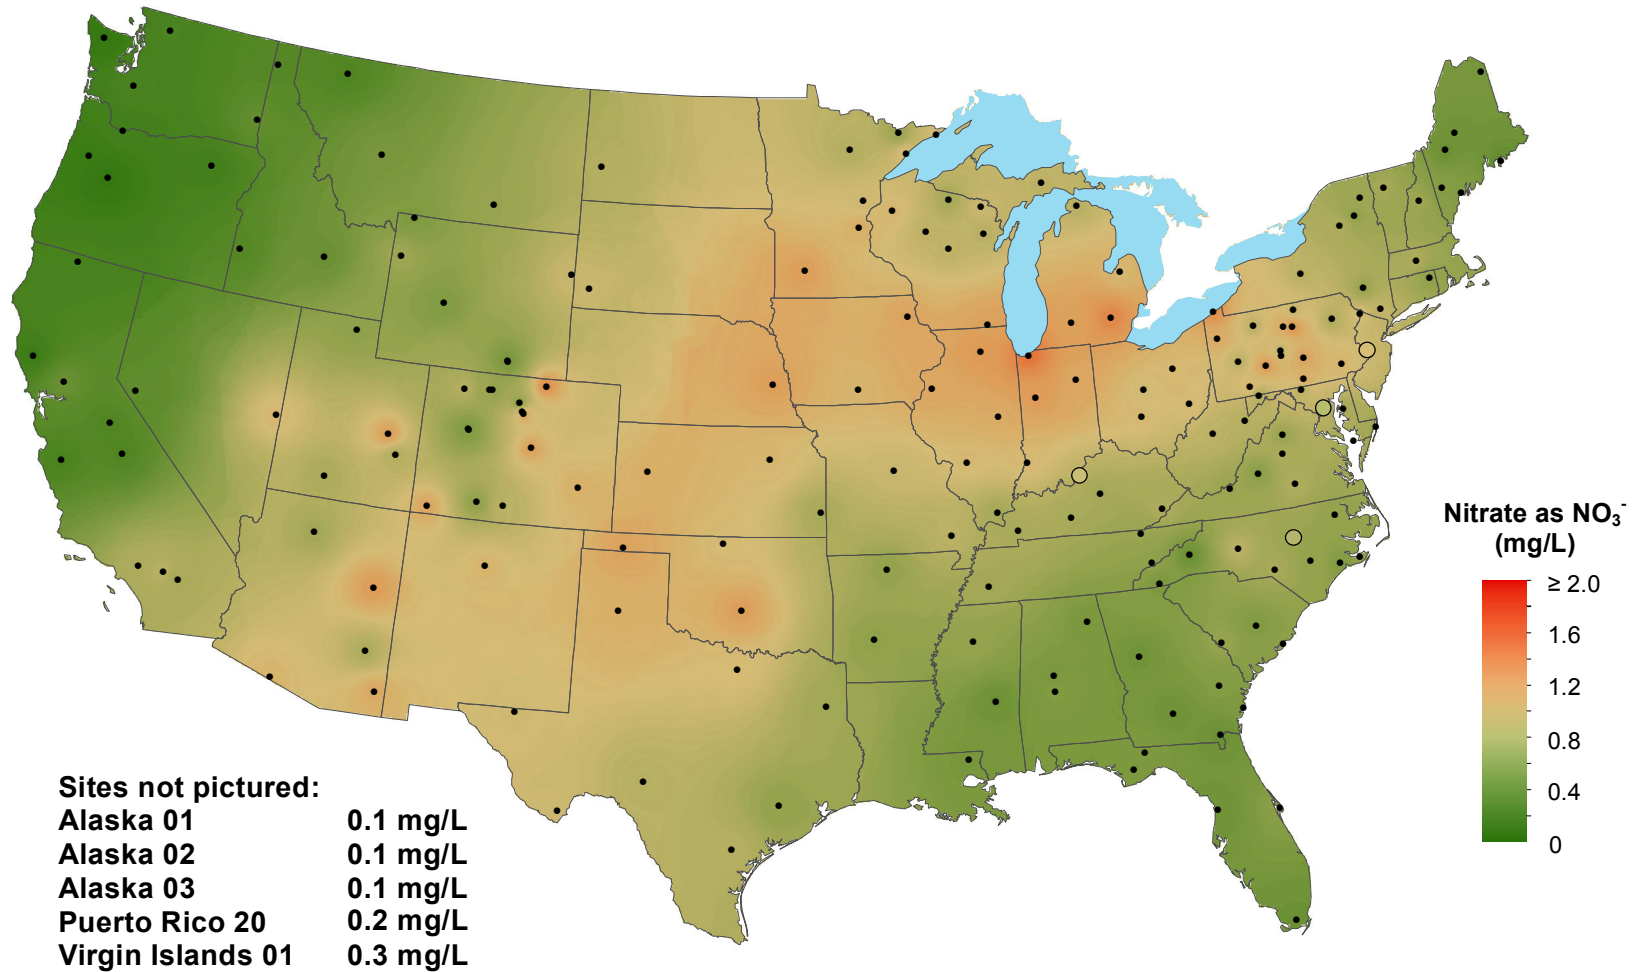 Nitrate as NO₃⁻
(mg/L)
≥ 2.0
1.6
1.2
0.8
0.4
0
Sites not pictured:
Alaska 01 0.1 mg/L
Alaska 02 0.1 mg/L
Alaska 03 0.1 mg/L
Puerto Rico 20 0.2 mg/L
Virgin Islands 01 0.3 mg/L